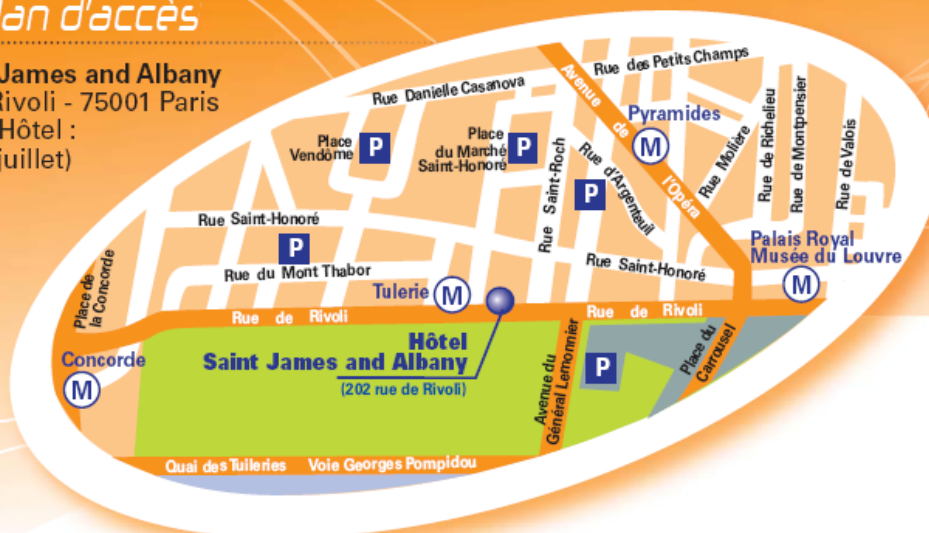 lan d'accès
James and Albany
Rivoli - 75001 Paris
Hôtel :
juillet)
Rue des Petits Champs
Avenue de l'Opéra
Rue Danielle Casanova
Pyramides
M
Place
Vendôme
P
Place
du Marché
Saint-Honoré
P
Rue Saint-Roch
Rue d'Argenteuil
P
Rue Molière
Rue de Richelieu
Rue de Montpensier
Rue de Valois
Rue Saint-Honoré
P
Rue du Mont Thabor
Rue Saint-Honoré
Palais Royal
Musée du Louvre
M
Place de
la Concorde
Tulerie
M
Rue de Rivoli
Rue de Rivoli
Hôtel
Saint James and Albany
(202 rue de Rivoli)
Concorde
M
Avenue du
Général Lemonnier
P
Place du
Carrousel
Quai des Tuileries Voie Georges Pompidou